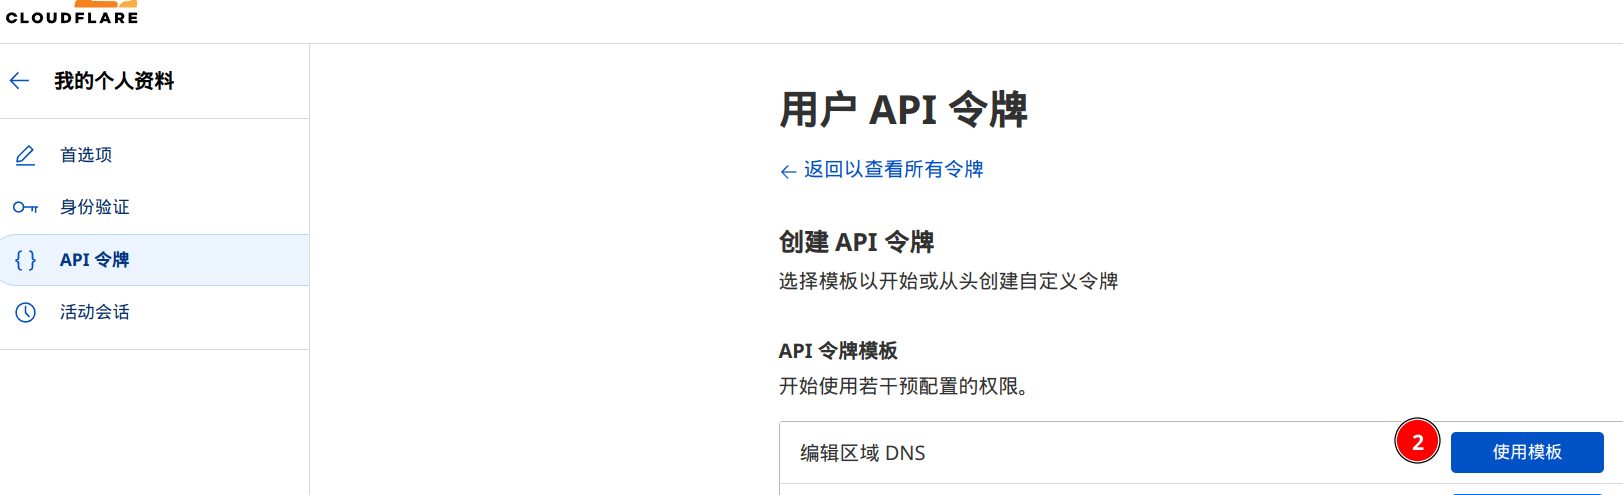 CLOUDFLARE
我的个人资料
首选项
身份验证
API 令牌
活动会话
用户 API 令牌
← 返回以查看所有令牌
创建 API 令牌
选择模板以开始或从头创建自定义令牌
API 令牌模板
开始使用若干预配置的权限。
编辑区域 DNS
2
使用模板